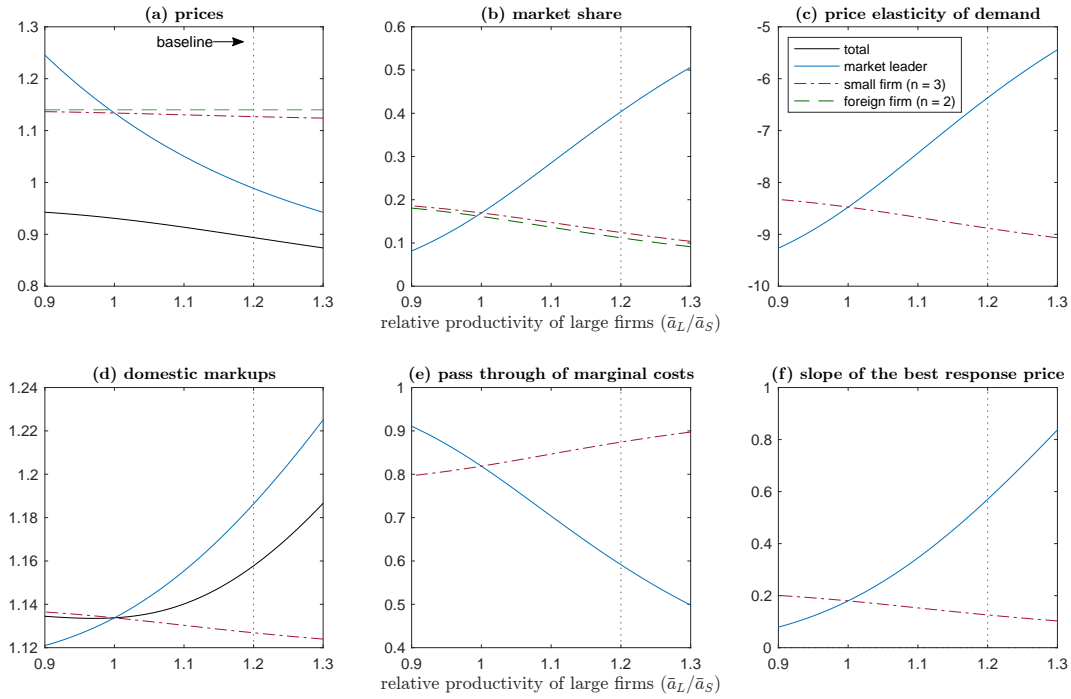 (a) prices
(b) market share
(c) price elasticity of demand
1.3
1.2
1.1
1
0.9
0.8
baseline
0.9 1 1.1 1.2 1.3
0.6
0.5
0.4
0.3
0.2
0.1
0
0.9 1 1.1 1.2 1.3
relative productivity of large firms (ā_L/ā_S)
-5
-6
-7
-8
-9
-10
total
market leader
small firm (n = 3)
foreign firm (n = 2)
0.9 1 1.1 1.2 1.3
(d) domestic markups
(e) pass through of marginal costs
(f) slope of the best response price
1.24
1.22
1.2
1.18
1.16
1.14
1.12
0.9 1 1.1 1.2 1.3
1
0.9
0.8
0.7
0.6
0.5
0.4
0.9 1 1.1 1.2 1.3
relative productivity of large firms (ā_L/ā_S)
1
0.8
0.6
0.4
0.2
0
0.9 1 1.1 1.2 1.3